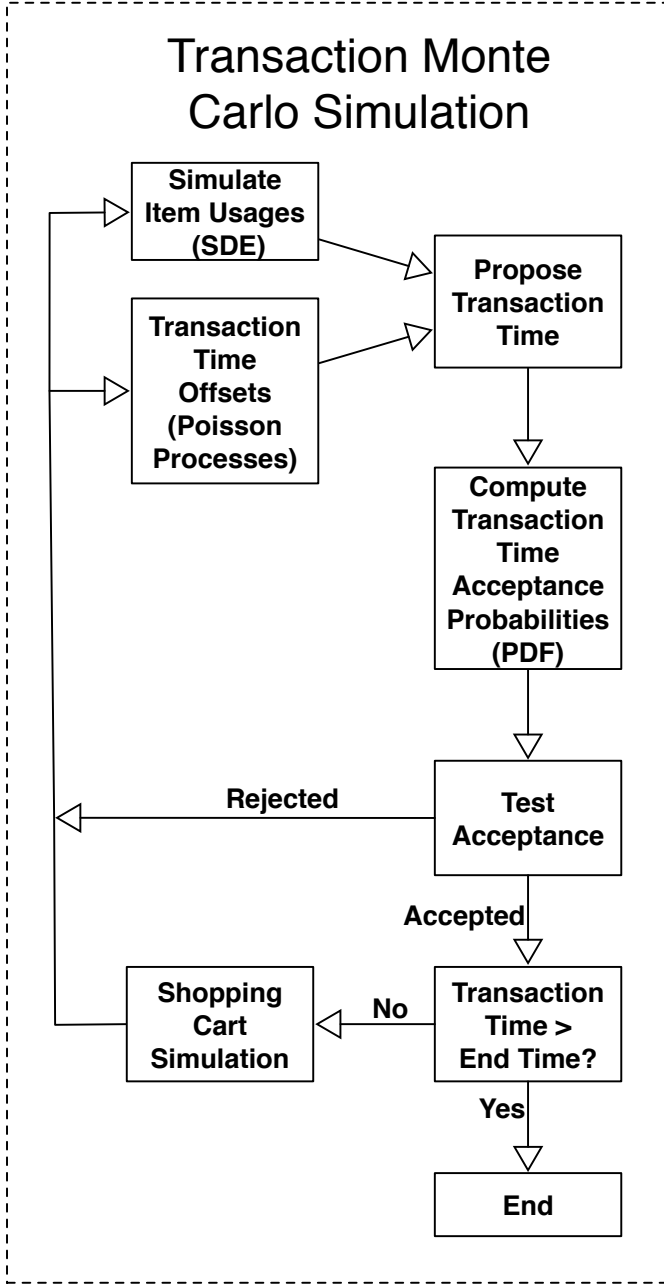 Transaction Monte
Carlo Simulation
Simulate
Item Usages
(SDE)
Propose
Transaction
Time
Transaction
Time
Offsets
(Poisson
Processes)
Compute
Transaction
Time
Acceptance
Probabilities
(PDF)
Rejected
Test
Acceptance
Accepted
Shopping
Cart
Simulation
No
Transaction
Time >
End Time?
Yes
End